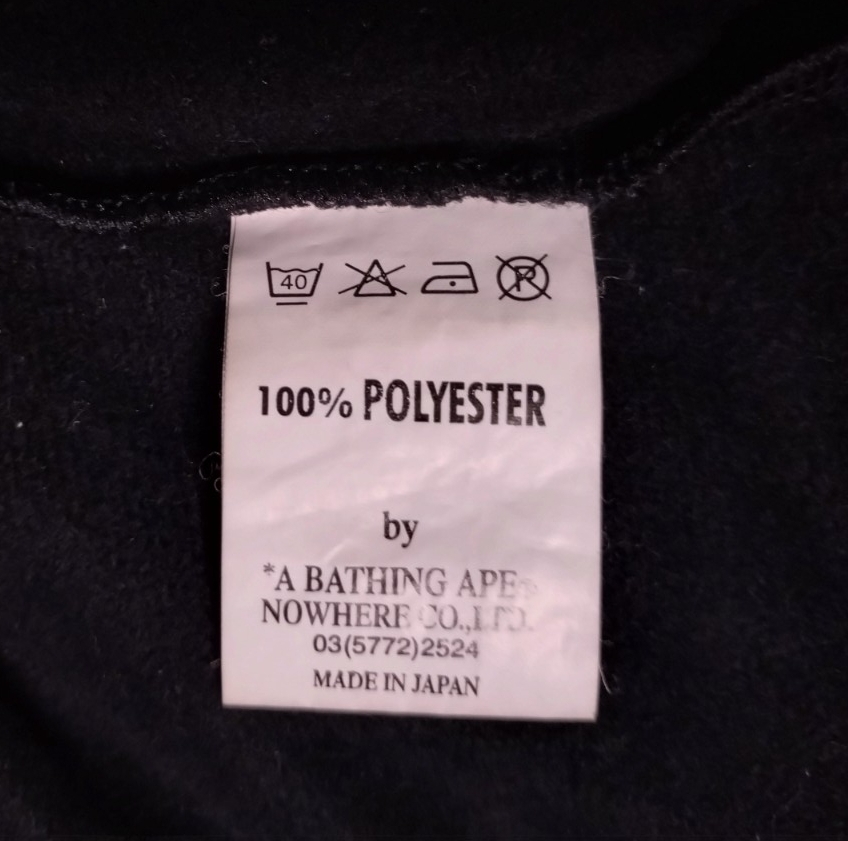 40
P
100% POLYESTER
by
*A BATHING APE®
NOWHERE CO.,LTD.
03(5772)2524
MADE IN JAPAN